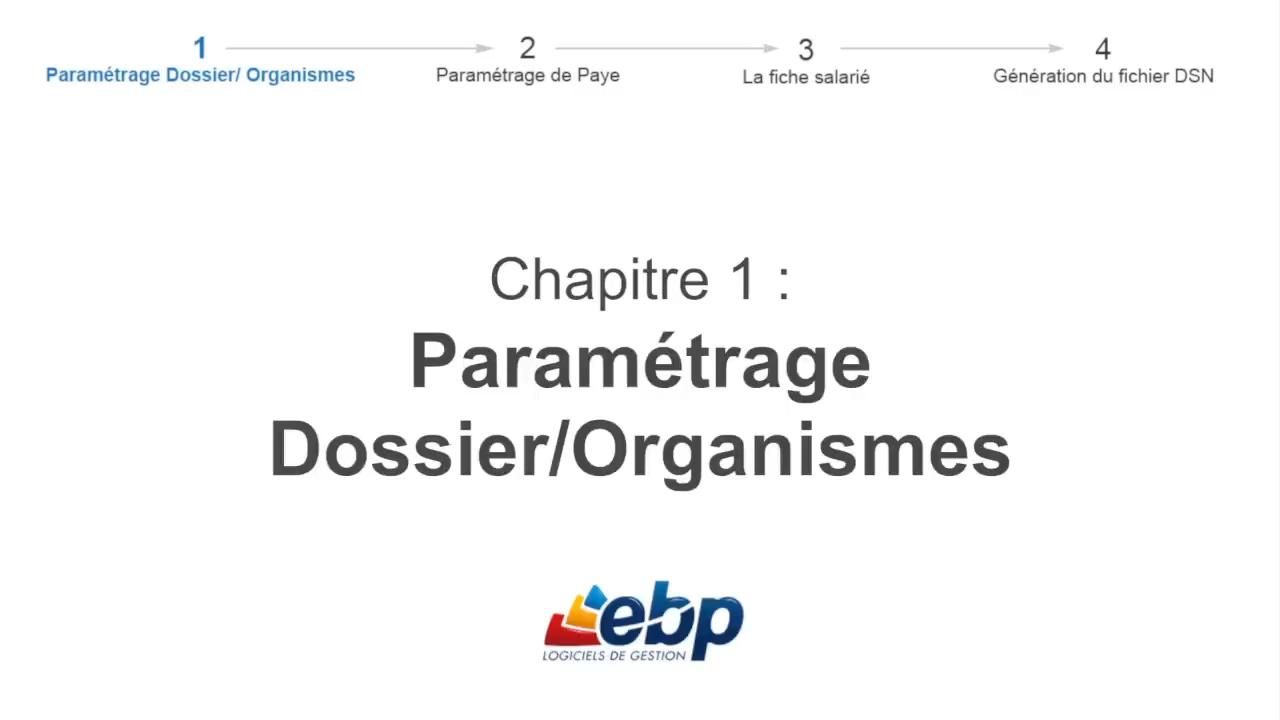 1 2 3 4
Paramétrage Dossier/ Organismes Paramétrage de Paye La fiche salarié Génération du fichier DSN
Chapitre 1 :
Paramétrage
Dossier/Organismes
ebp
LOGICIELS DE GESTION